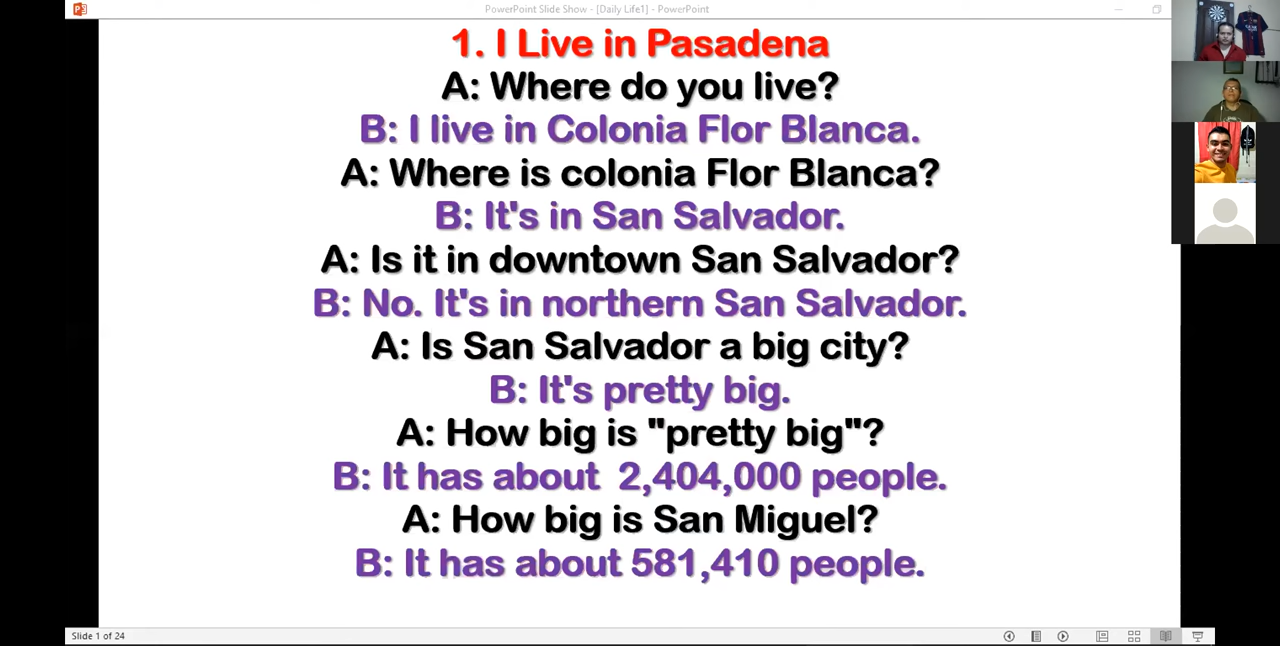 PowerPoint Slide Show - [Daily Life1] - PowerPoint
1. I Live in Pasadena
A: Where do you live?
B: I live in Colonia Flor Blanca.
A: Where is colonia Flor Blanca?
B: It's in San Salvador.
A: Is it in downtown San Salvador?
B: No. It's in northern San Salvador.
A: Is San Salvador a big city?
B: It's pretty big.
A: How big is "pretty big"?
B: It has about  2,404,000 people.
A: How big is San Miguel?
B: It has about 581,410 people.
Slide 1 of 24